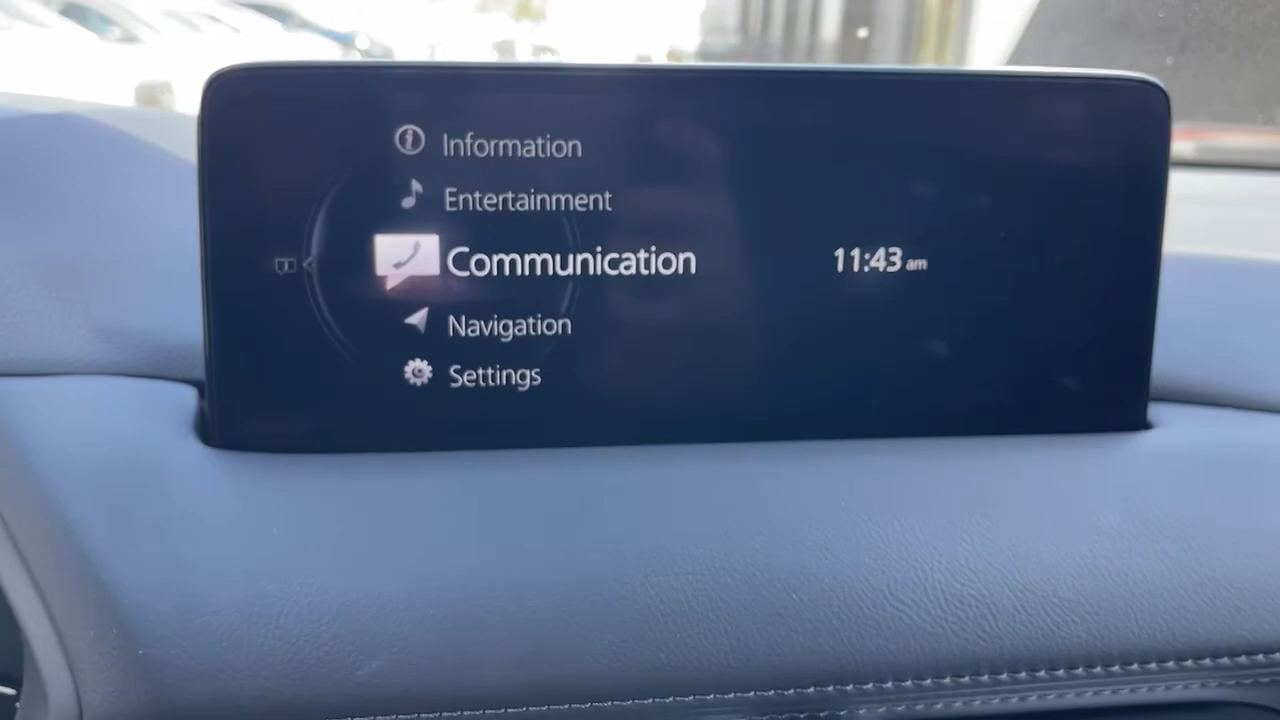 Information
Entertainment
Communication
11:43 am
Navigation
Settings